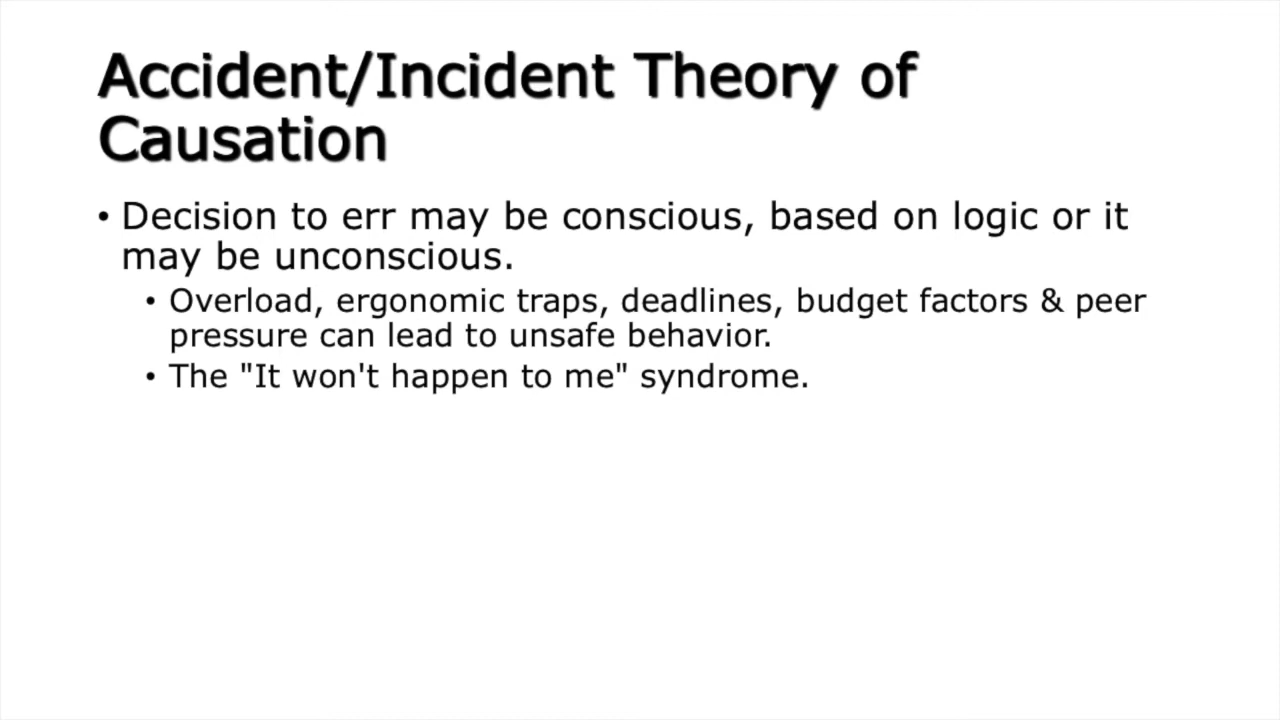 Accident/Incident Theory of
Causation
• Decision to err may be conscious, based on logic or it
may be unconscious.
• Overload, ergonomic traps, deadlines, budget factors & peer
pressure can lead to unsafe behavior.
• The "It won't happen to me" syndrome.